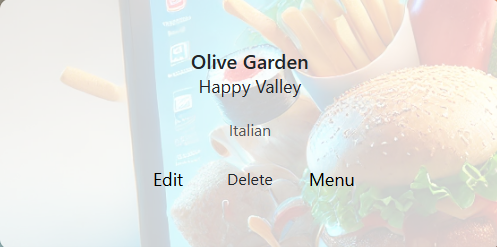 Olive Garden
Happy Valley
Italian
Edit Delete Menu